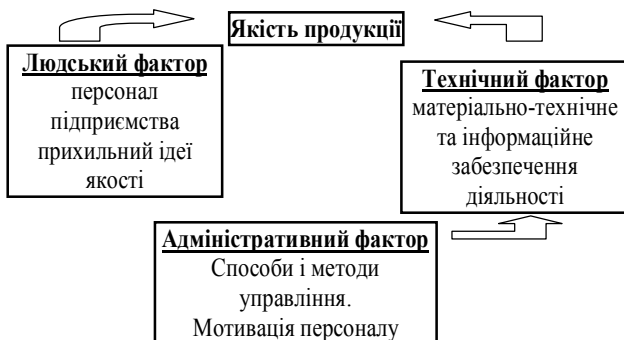 Якість продукції
Людський фактор
персонал
підприємства
прихильний ідеї
якості
Технічний фактор
матеріально-технічне
та інформаційне
забезпечення
діяльності
Адміністративний фактор
Способи і методи
управління.
Мотивація персоналу